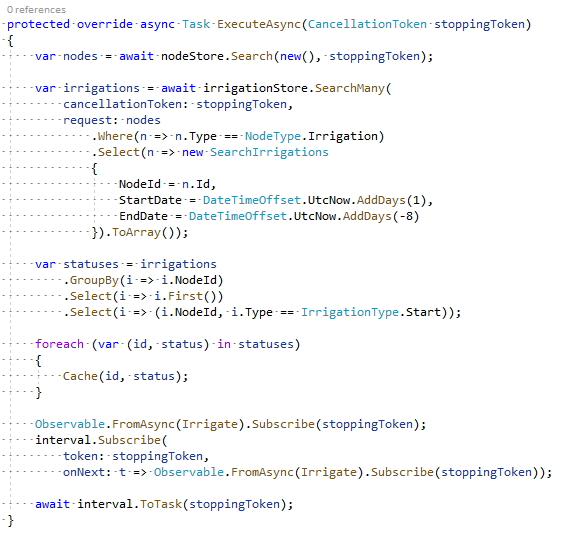 0 references
protected override async Task ExecuteAsync(CancellationToken stoppingToken)
{
    var nodes = await nodeStore.Search(new(), stoppingToken);

    var irrigations = await irrigationStore.SearchMany(
        cancellationToken: stoppingToken,
        request: nodes
            .Where(n => n.Type == NodeType.Irrigation)
            .Select(n => new SearchIrrigations
            {
                NodeId = n.Id,
                StartDate = DateTimeOffset.UtcNow.AddDays(1),
                EndDate = DateTimeOffset.UtcNow.AddDays(-8)
            }).ToArray());

    var statuses = irrigations
        .GroupBy(i => i.NodeId)
        .Select(i => i.First())
        .Select(i => (i.NodeId, i.Type == IrrigationType.Start));

    foreach (var (id, status) in statuses)
    {
        Cache(id, status);
    }

    Observable.FromAsync(Irrigate).Subscribe(stoppingToken);
    interval.Subscribe(
        token: stoppingToken,
        onNext: t => Observable.FromAsync(Irrigate).Subscribe(stoppingToken));

    await interval.ToTask(stoppingToken);
}